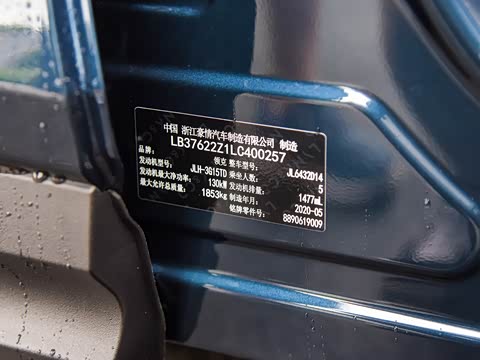 中国 浙江豪情汽车制造有限公司 制造
LB37622Z1LC400257
品牌: 领克 整车型号: JL6432D14
发动机型号: JLH-3G15TD 乘坐人数: 5
发动机最大净功率: 130kW 发动机排量: 1477mL
最大允许总质量: 1853kg 制造年月: 2020-05
铭牌零件号: 8890619009